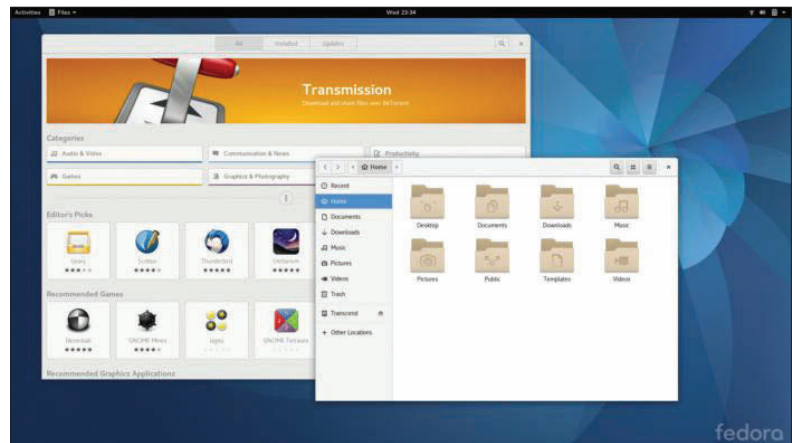 Activities Files Wed 23:34
All Installed Updates
Transmission
Download and share files over BitTorrent
Categories
Audio & Video Communication & News Productivity
Games Graphics & Photography
Editor's Picks
Scribus Thunderbird Stellarium
Recommended Games
Neverball GNOME Mines Iagno GNOME Tetravex
Recommended Graphics Applications
Home
Recent
Home
Documents
Downloads
Music
Pictures
Videos
Trash
Transcend
Other Locations
Desktop Documents Downloads Music
Pictures Public Templates Videos
fedora